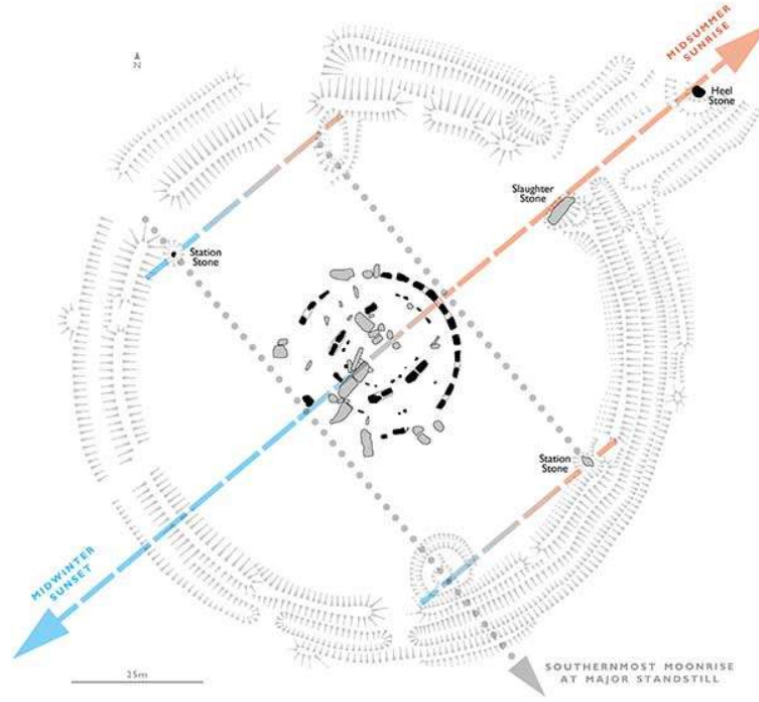 MIDSUMMER
SUNRISE
N
Heel
Stone
Slaughter
Stone
Station
Stone
Station
Stone
MIDWINTER
SUNSET
SOUTHERNMOST MOONRISE
AT MAJOR STANDSTILL
25m